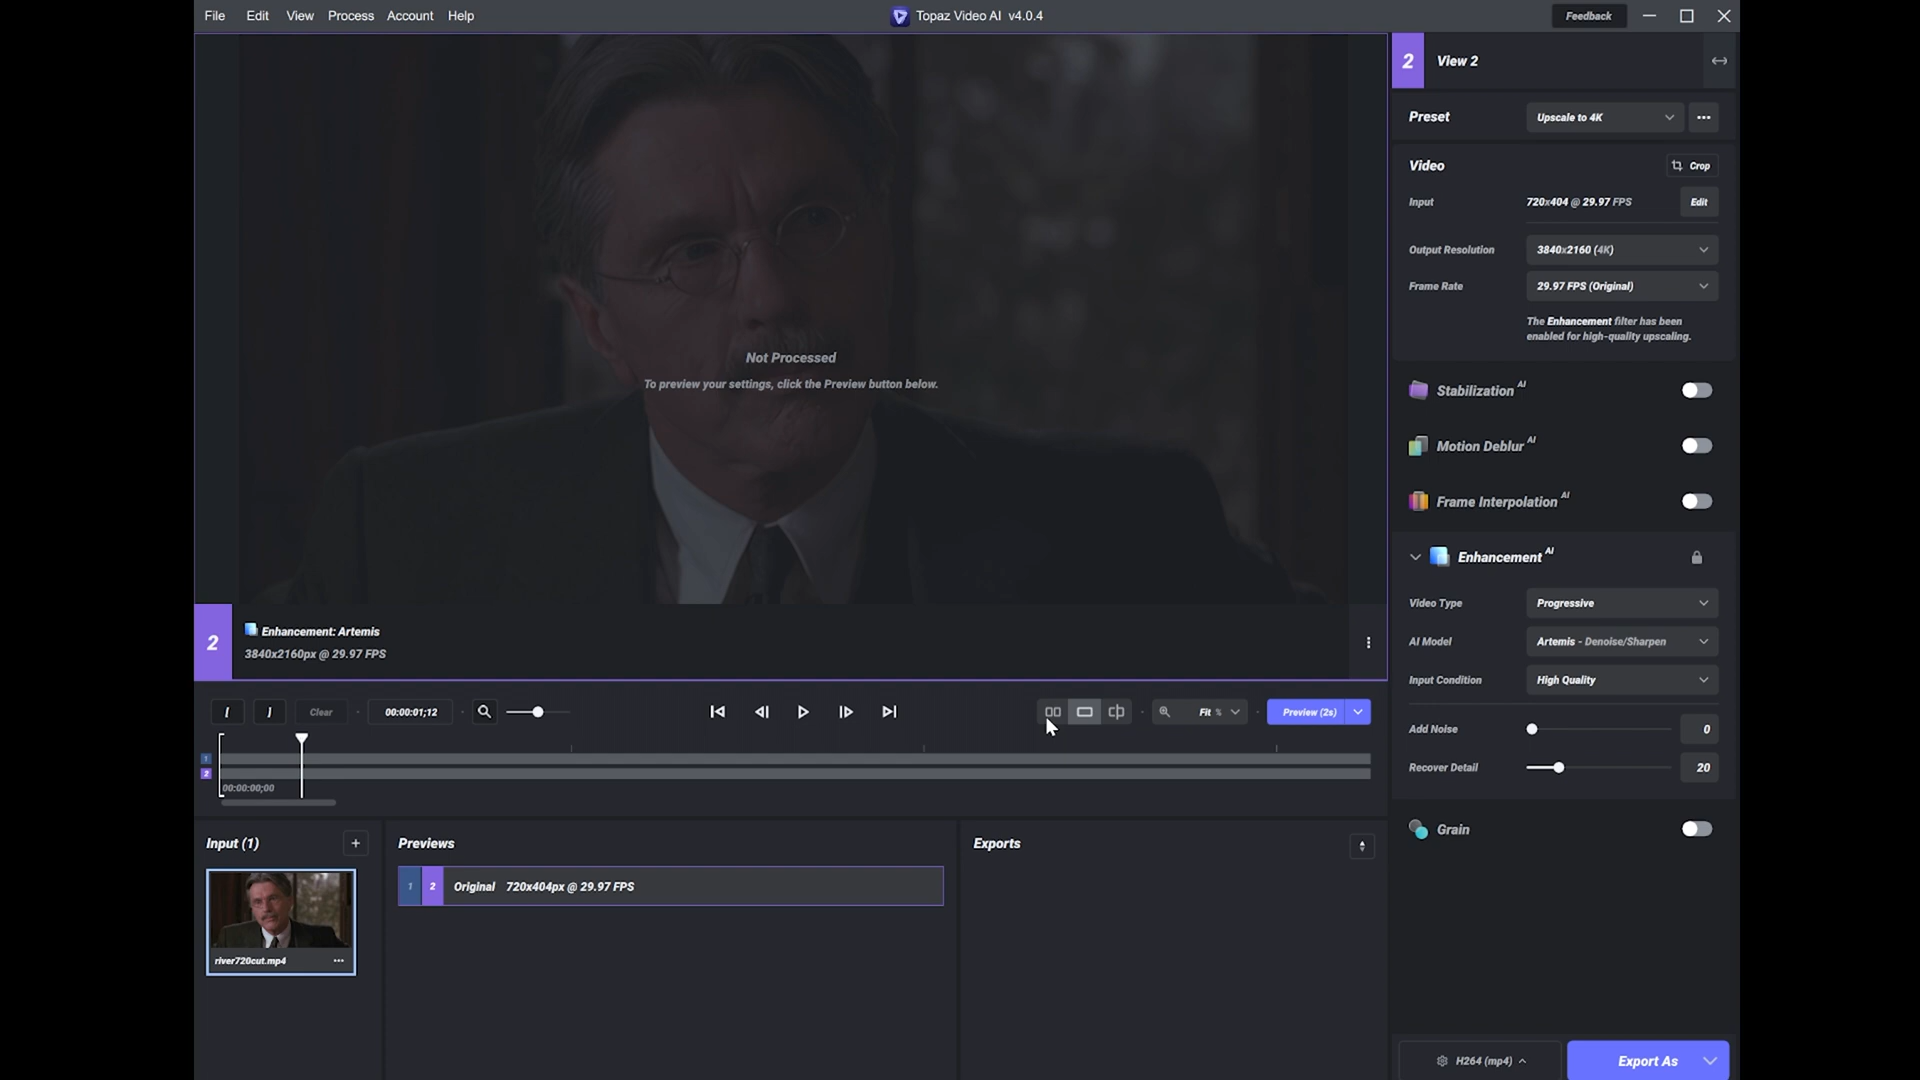 File Edit View Process Account Help
Topaz Video AI v4.0.4
Feedback
2 View 2
Preset Upscale to 4K
Video Crop
Input 720x404 @ 29.97 FPS Edit
Output Resolution 3840x2160 (4K)
Frame Rate 29.97 FPS (Original)
The Enhancement filter has been
enabled for high-quality upscaling.
Not Processed
To preview your settings, click the Preview button below.
Stabilization AI
Motion Deblur AI
Frame Interpolation AI
Enhancement AI
Video Type Progressive
AI Model Artemis - Denoise/Sharpen
Input Condition High Quality
Add Noise 0
Recover Detail 20
Grain
2 Enhancement: Artemis
3840x2160px @ 29.97 FPS
[ ] Clear 00:00:01;12 Fit % Preview (2s)
1
2
00:00:00;00
Input (1) +
river720cut.mp4
Previews
1 2 Original 720x404px @ 29.97 FPS
Exports
H264 (mp4) Export As